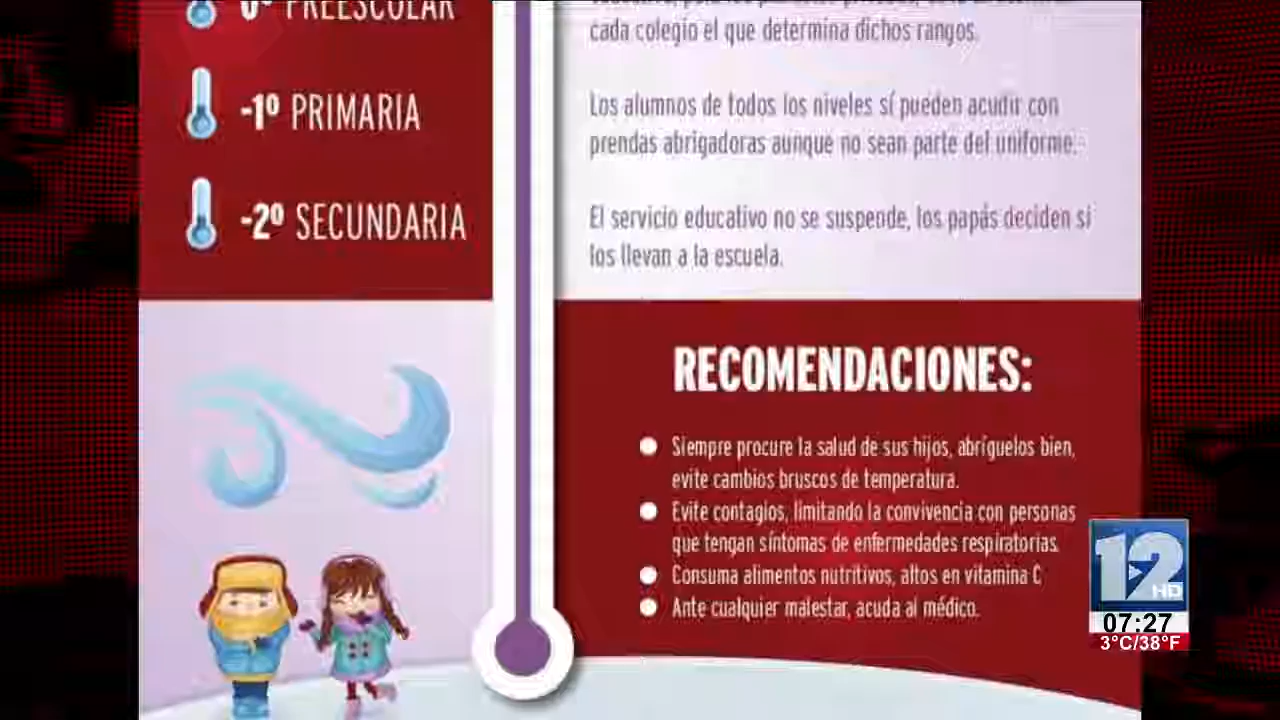 0º PREESCOLAR
-1º PRIMARIA
-2º SECUNDARIA
cada colegio el que determina dichos rangos.
Los alumnos de todos los niveles sí pueden acudir con
prendas abrigadoras aunque no sean parte del uniforme.
El servicio educativo no se suspende, los papás deciden si
los llevan a la escuela.
RECOMENDACIONES:
Siempre procure la salud de sus hijos, abríguelos bien,
evite cambios bruscos de temperatura.
Evite contagios, limitando la convivencia con personas
que tengan síntomas de enfermedades respiratorias.
Consuma alimentos nutritivos, altos en vitamina C
Ante cualquier malestar, acuda al médico.
12
HD
07:27
3°C/38°F